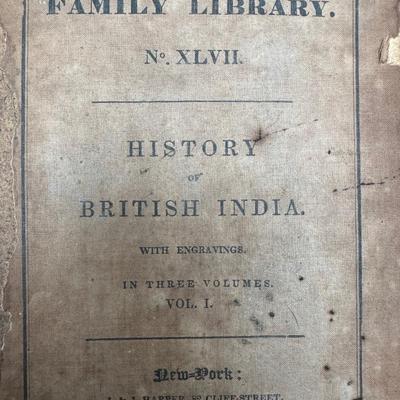 FAMILY LIBRARY.
No. XLVII.
HISTORY
OF
BRITISH INDIA.
WITH ENGRAVINGS.
IN THREE VOLUMES.
VOL. I.
New-York:
J. & J. HARPER, 82 CLIFF-STREET.